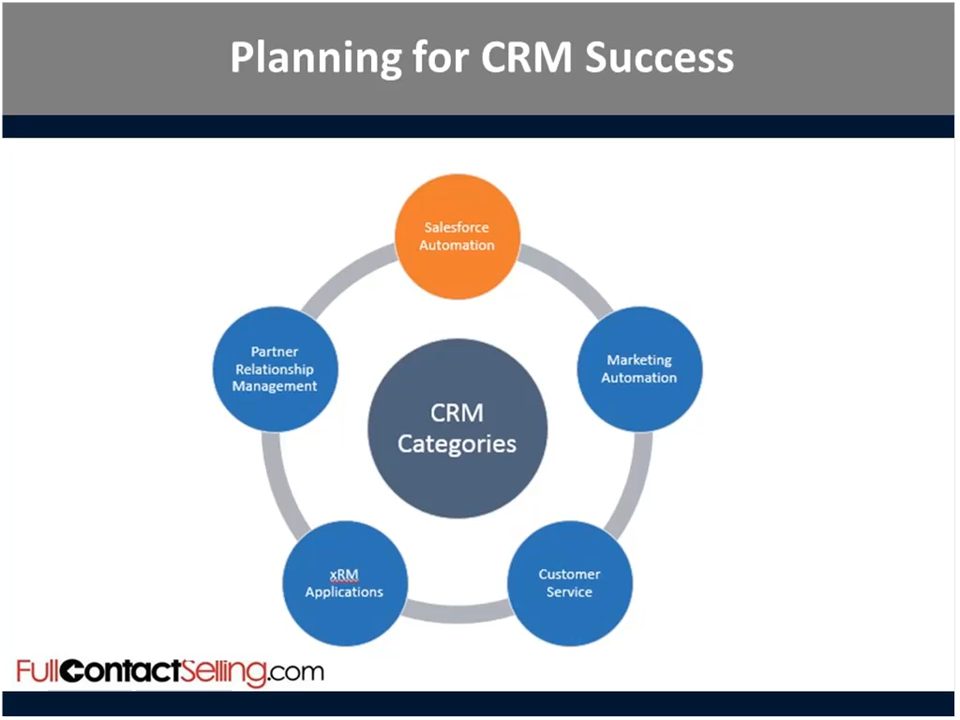 Planning for CRM Success
Salesforce
Automation
Partner
Relationship
Management
Marketing
Automation
CRM
Categories
xRM
Applications
Customer
Service
FullContactSelling.com